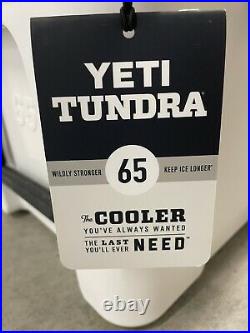 YETI
TUNDRA®
WILDLY STRONGER 65 KEEP ICE LONGER®
The COOLER
YOU'VE ALWAYS WANTED
THE LAST
YOU'LL EVER NEED™